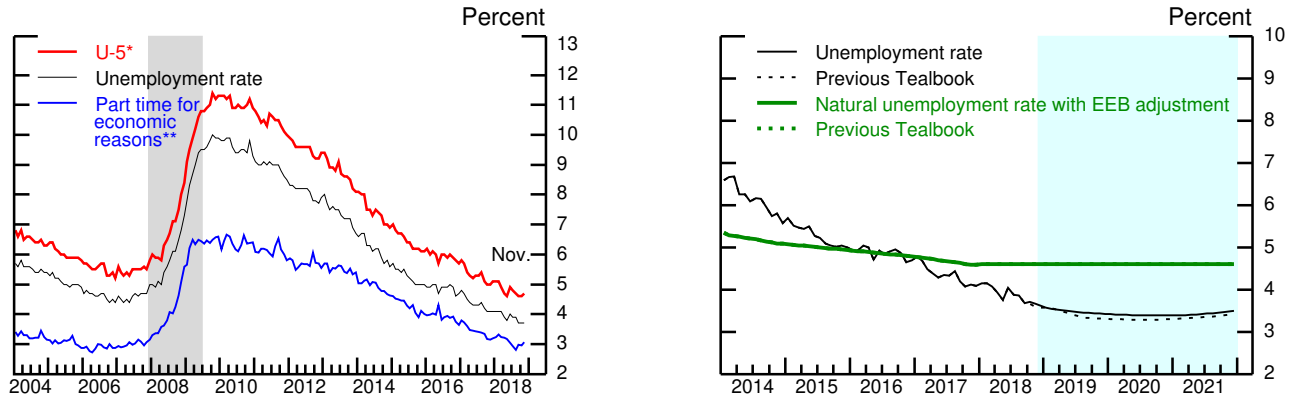 Percent
U-5*
Unemployment rate
Part time for
economic
reasons**
Nov.
13
12
11
10
9
8
7
6
5
4
3
2
2004 2006 2008 2010 2012 2014 2016 2018
Percent
Unemployment rate
Previous Tealbook
Natural unemployment rate with EEB adjustment
Previous Tealbook
10
9
8
7
6
5
4
3
2
2014 2015 2016 2017 2018 2019 2020 2021